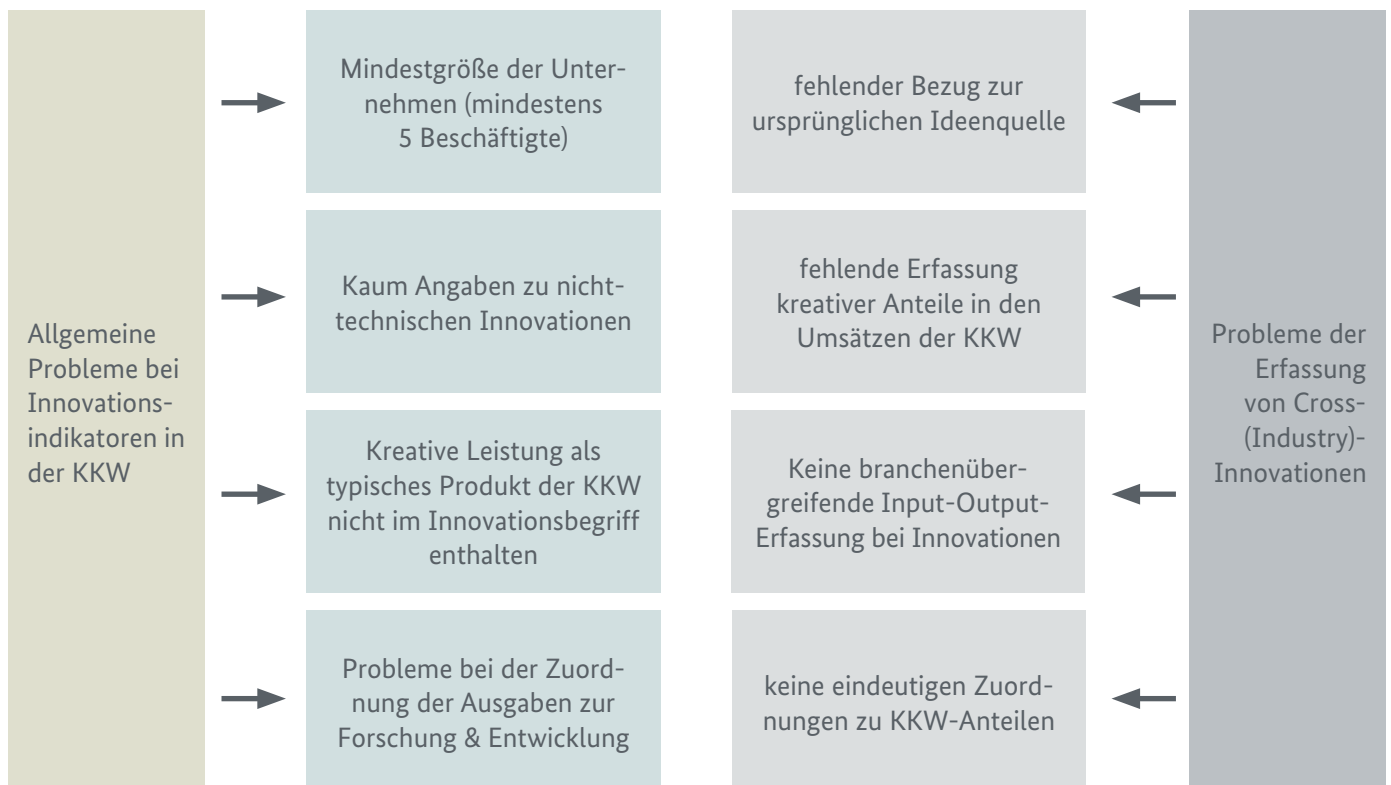 Allgemeine
Probleme bei
Innovations-
indikatoren in
der KKW
Mindestgröße der Unter-
nehmen (mindestens
5 Beschäftigte)
Kaum Angaben zu nicht-
technischen Innovationen
Kreative Leistung als
typisches Produkt der KKW
nicht im Innovationsbegriff
enthalten
Probleme bei der Zuord-
nung der Ausgaben zur
Forschung & Entwicklung
fehlender Bezug zur
ursprünglichen Ideenquelle
fehlende Erfassung
kreativer Anteile in den
Umsätzen der KKW
Keine branchenüber-
greifende Input-Output-
Erfassung bei Innovationen
keine eindeutigen Zuord-
nungen zu KKW-Anteilen
Probleme der
Erfassung
von Cross-
(Industry)-
Innovationen